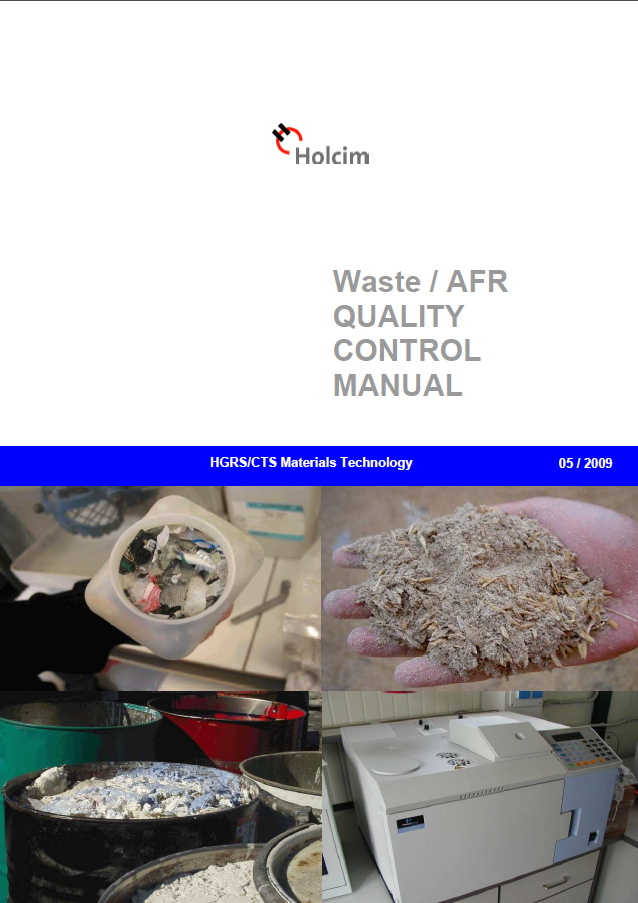 Holcim
Waste / AFR
QUALITY
CONTROL
MANUAL
HGRS/CTS Materials Technology
05 / 2009